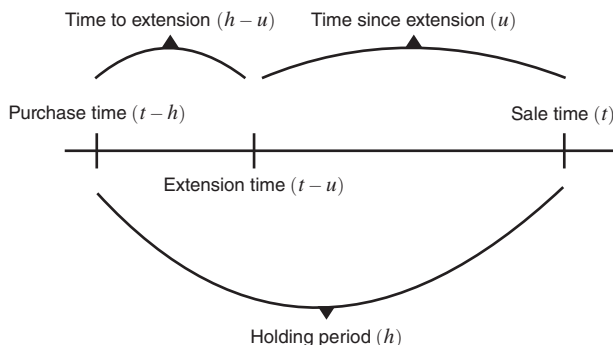 Time to extension (h − u)
Time since extension (u)
Purchase time (t − h)
Sale time (t)
Extension time (t − u)
Holding period (h)